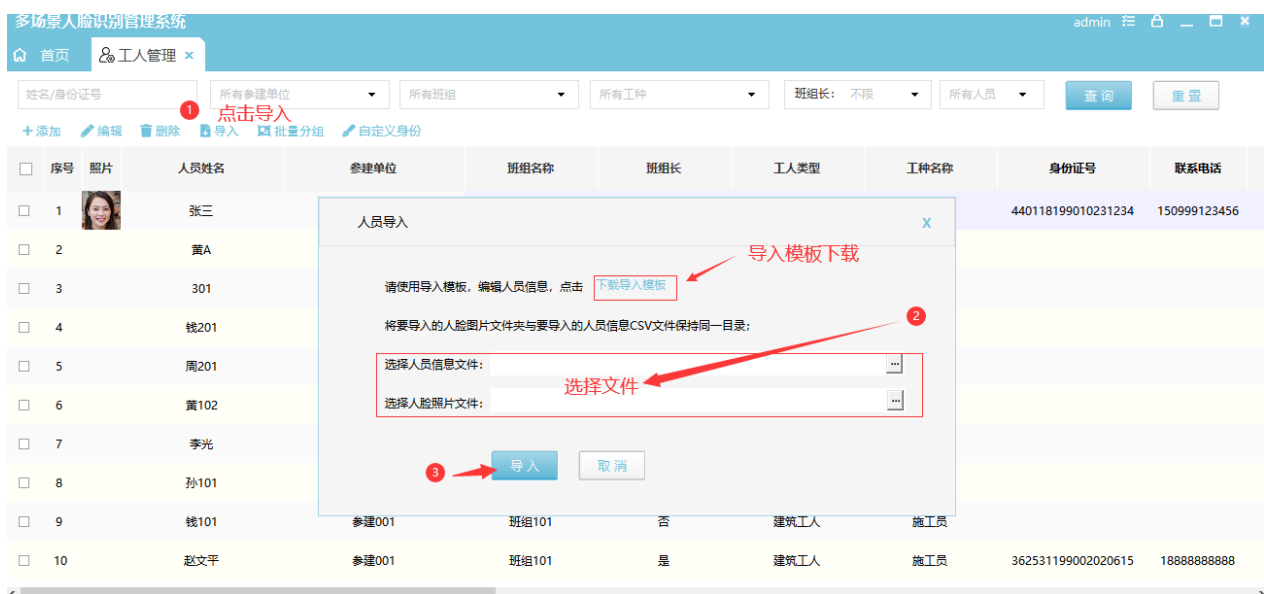 多场景人脸识别管理系统 admin
首页 工人管理 ×
姓名/身份证号 所有参建单位 所有班组 所有工种 班组长： 不限 所有人员 查询 重置
1 点击导入
+添加 编辑 删除 导入 批量分组 自定义身份
序号 照片 人员姓名 参建单位 班组名称 班组长 工人类型 工种名称 身份证号 联系电话
1 张三 440118199010231234 150999123456
人员导入 X
2 黄A
导入模板下载
3 301
请使用导入模板，编辑人员信息，点击 下载导入模板
4 钱201
将要导入的人脸图片文件夹与要导入的人员信息CSV文件保持同一目录；
2
5 周201
选择人员信息文件： ...
选择文件
6 黄102
选择人脸照片文件： ...
7 李光
3 导入 取消
8 孙101
9 钱101 参建001 班组101 否 建筑工人 施工员
10 赵文平 参建001 班组101 是 建筑工人 施工员 362531199002020615 18888888888